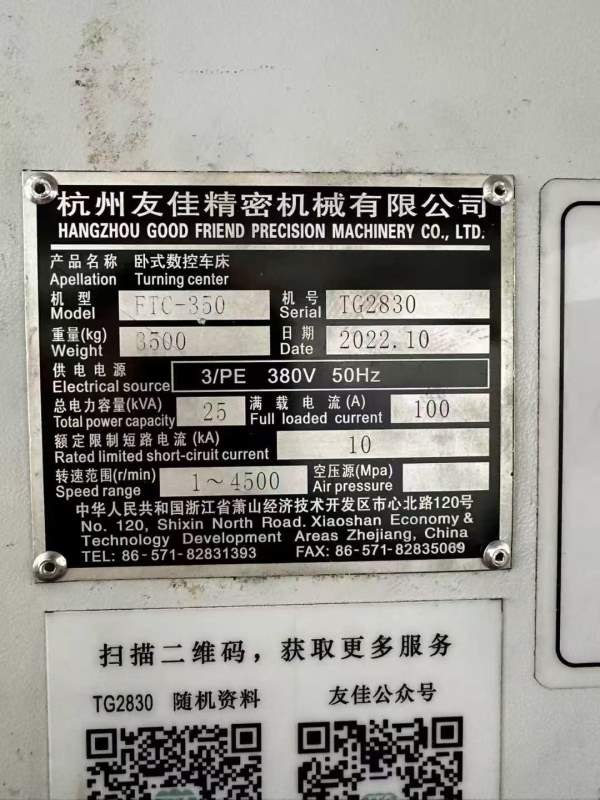 杭州友佳精密机械有限公司
HANGZHOU GOOD FRIEND PRECISION MACHINERY CO., LTD.
产品名称 卧式数控车床
Apellation Turning center
机型 FTC-350 机号 TG2830
Model Serial
重量(kg) 3500 日期 2022.10
Weight Date
供电电源 3/PE 380V 50Hz
Electrical source
总电力容量(kVA) 25 满载电流(A) 100
Total power capacity Full loaded current
额定限制短路电流(kA) 10
Rated limited short-ciruit current
转速范围(r/min) 1~4500 空压源(Mpa)
Speed range Air pressure
中华人民共和国浙江省萧山经济技术开发区市心北路120号
No. 120, Shixin North Road. Xiaoshan Economy &
Technology Development Areas Zhejiang, China
TEL: 86-571-82831393 FAX: 86-571-82835069
扫描二维码，获取更多服务
TG2830 随机资料 友佳公众号